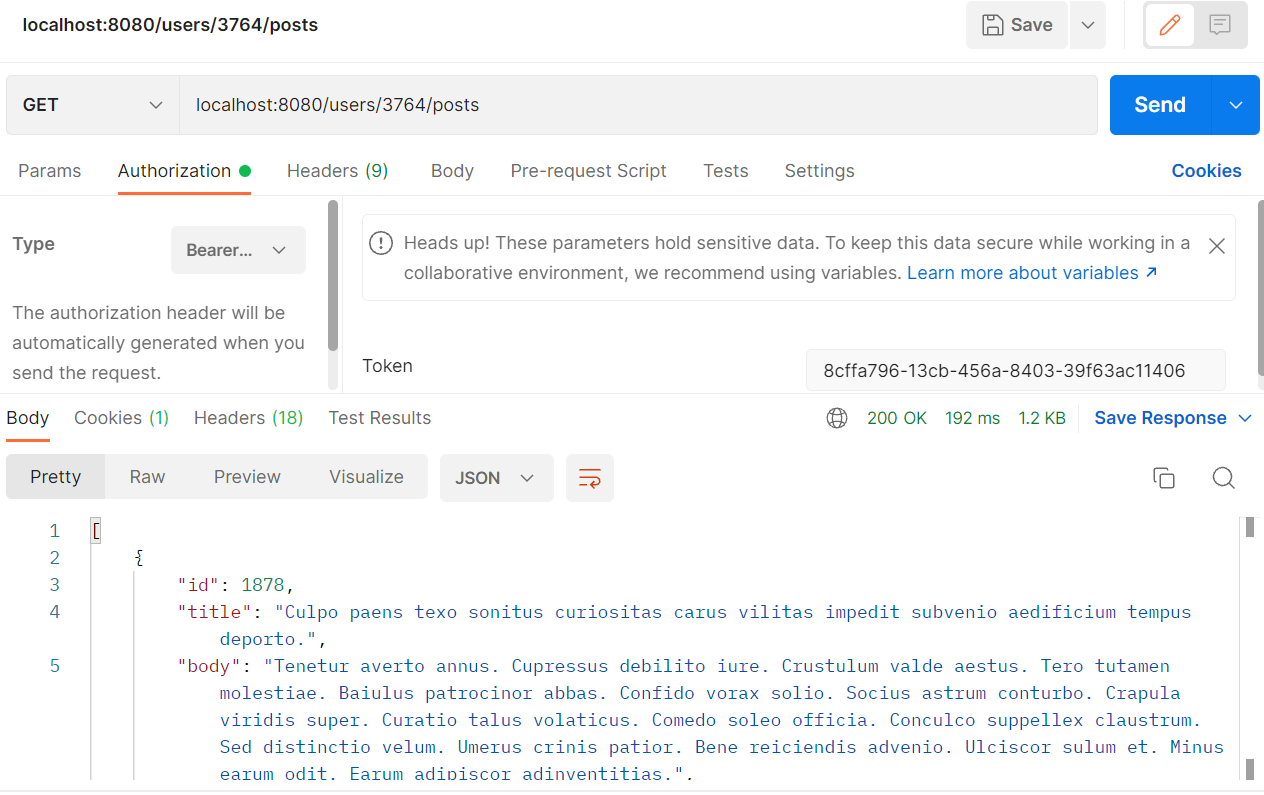 localhost:8080/users/3764/posts
Save
GET
localhost:8080/users/3764/posts
Send
Params Authorization Headers (9) Body Pre-request Script Tests Settings Cookies
Type
Bearer...
The authorization header will be
automatically generated when you
send the request.
Heads up! These parameters hold sensitive data. To keep this data secure while working in a
collaborative environment, we recommend using variables. Learn more about variables ↗
Token
8cffa796-13cb-456a-8403-39f63ac11406
Body Cookies (1) Headers (18) Test Results 200 OK 192 ms 1.2 KB Save Response
Pretty Raw Preview Visualize JSON
1 [
2 {
3 "id": 1878,
4 "title": "Culpo paens texo sonitus curiositas carus vilitas impedit subvenio aedificium tempus
deporto.",
5 "body": "Tenetur averto annus. Cupressus debilito iure. Crustulum valde aestus. Tero tutamen
molestiae. Baiulus patrocinor abbas. Confido vorax solio. Socius astrum conturbo. Crapula
viridis super. Curatio talus volaticus. Comedo soleo officia. Conculco suppellex claustrum.
Sed distinctio velum. Umerus crinis patior. Bene reiciendis advenio. Ulciscor sulum et. Minus
earum odit. Earum adipiscor adinventitias.",